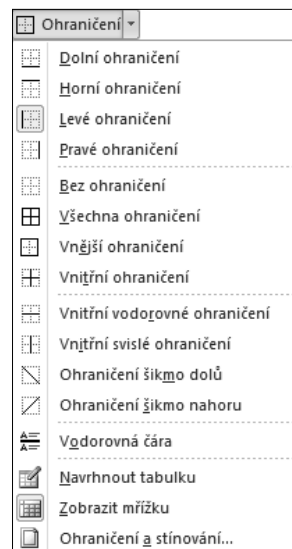 Ohraničení
Dolní ohraničení
Horní ohraničení
Levé ohraničení
Pravé ohraničení
Bez ohraničení
Všechna ohraničení
Vnější ohraničení
Vnitřní ohraničení
Vnitřní vodorovné ohraničení
Vnitřní svislé ohraničení
Ohraničení šikmo dolů
Ohraničení šikmo nahoru
Vodorovná čára
Navrhnout tabulku
Zobrazit mřížku
Ohraničení a stínování...